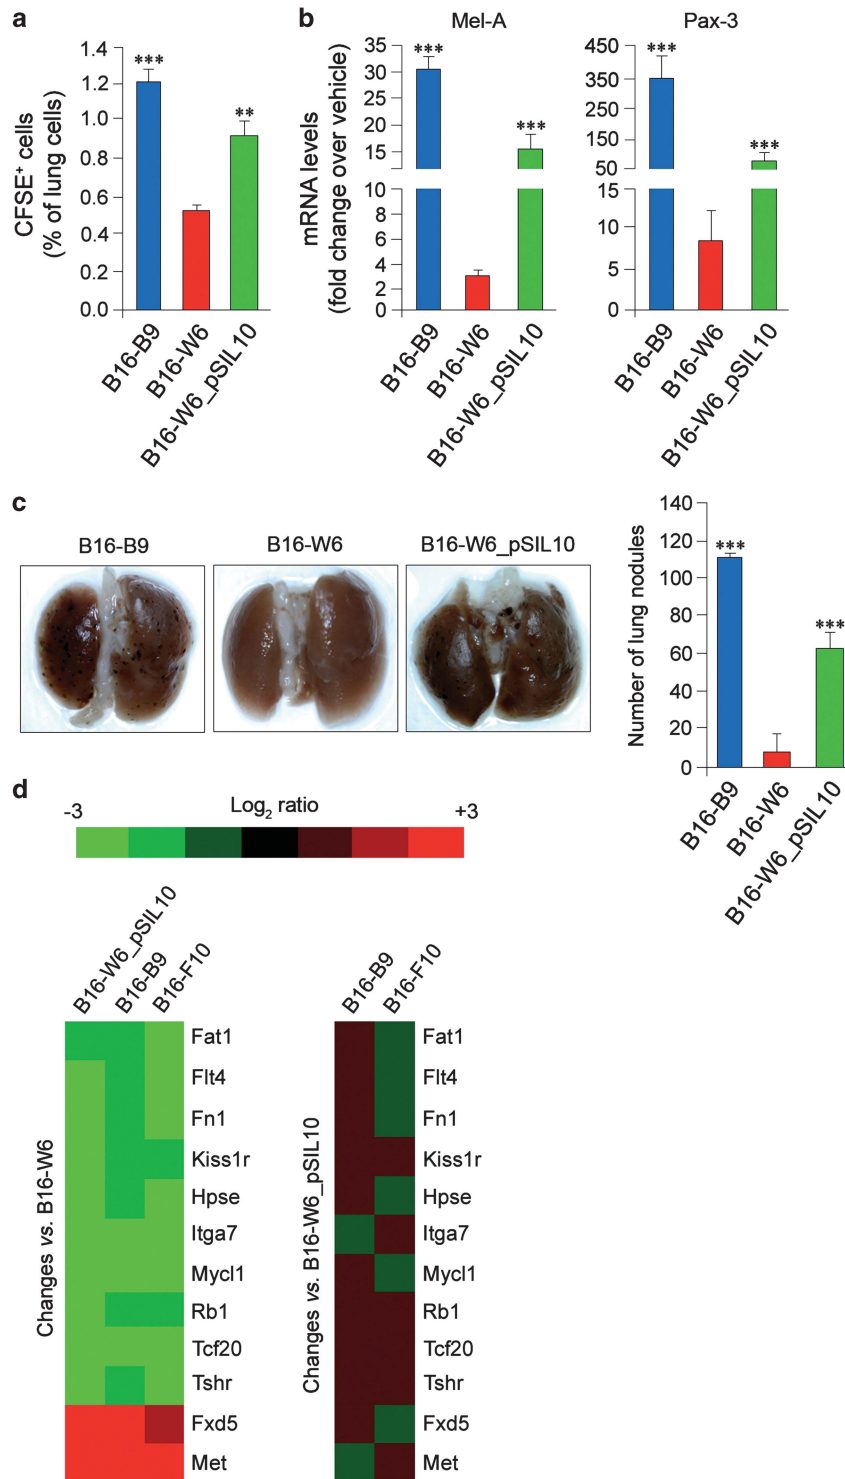 a
CFSE+ cells
(% of lung cells)
1.4
1.2
1.0
0.8
0.6
0.4
0.2
0.0
***
**
B16-B9
B16-W6
B16-W6_pSIL10
b
mRNA levels
(fold change over vehicle)
Mel-A
35
30
25
20
15
10
8
6
4
2
0
***
***
B16-B9
B16-W6
B16-W6_pSIL10
Pax-3
450
350
250
150
50
15
10
5
0
***
***
B16-B9
B16-W6
B16-W6_pSIL10
c
B16-B9
B16-W6
B16-W6_pSIL10
Number of lung nodules
140
120
100
80
60
40
20
0
***
***
B16-B9
B16-W6
B16-W6_pSIL10
d
-3
Log2 ratio
+3
Changes vs. B16-W6
B16-W6_pSIL10
B16-B9
B16-F10
Fat1
Flt4
Fn1
Kiss1r
Hpse
Itga7
Mycl1
Rb1
Tcf20
Tshr
Fxd5
Met
Changes vs. B16-W6_pSIL10
B16-B9
B16-F10
Fat1
Flt4
Fn1
Kiss1r
Hpse
Itga7
Mycl1
Rb1
Tcf20
Tshr
Fxd5
Met